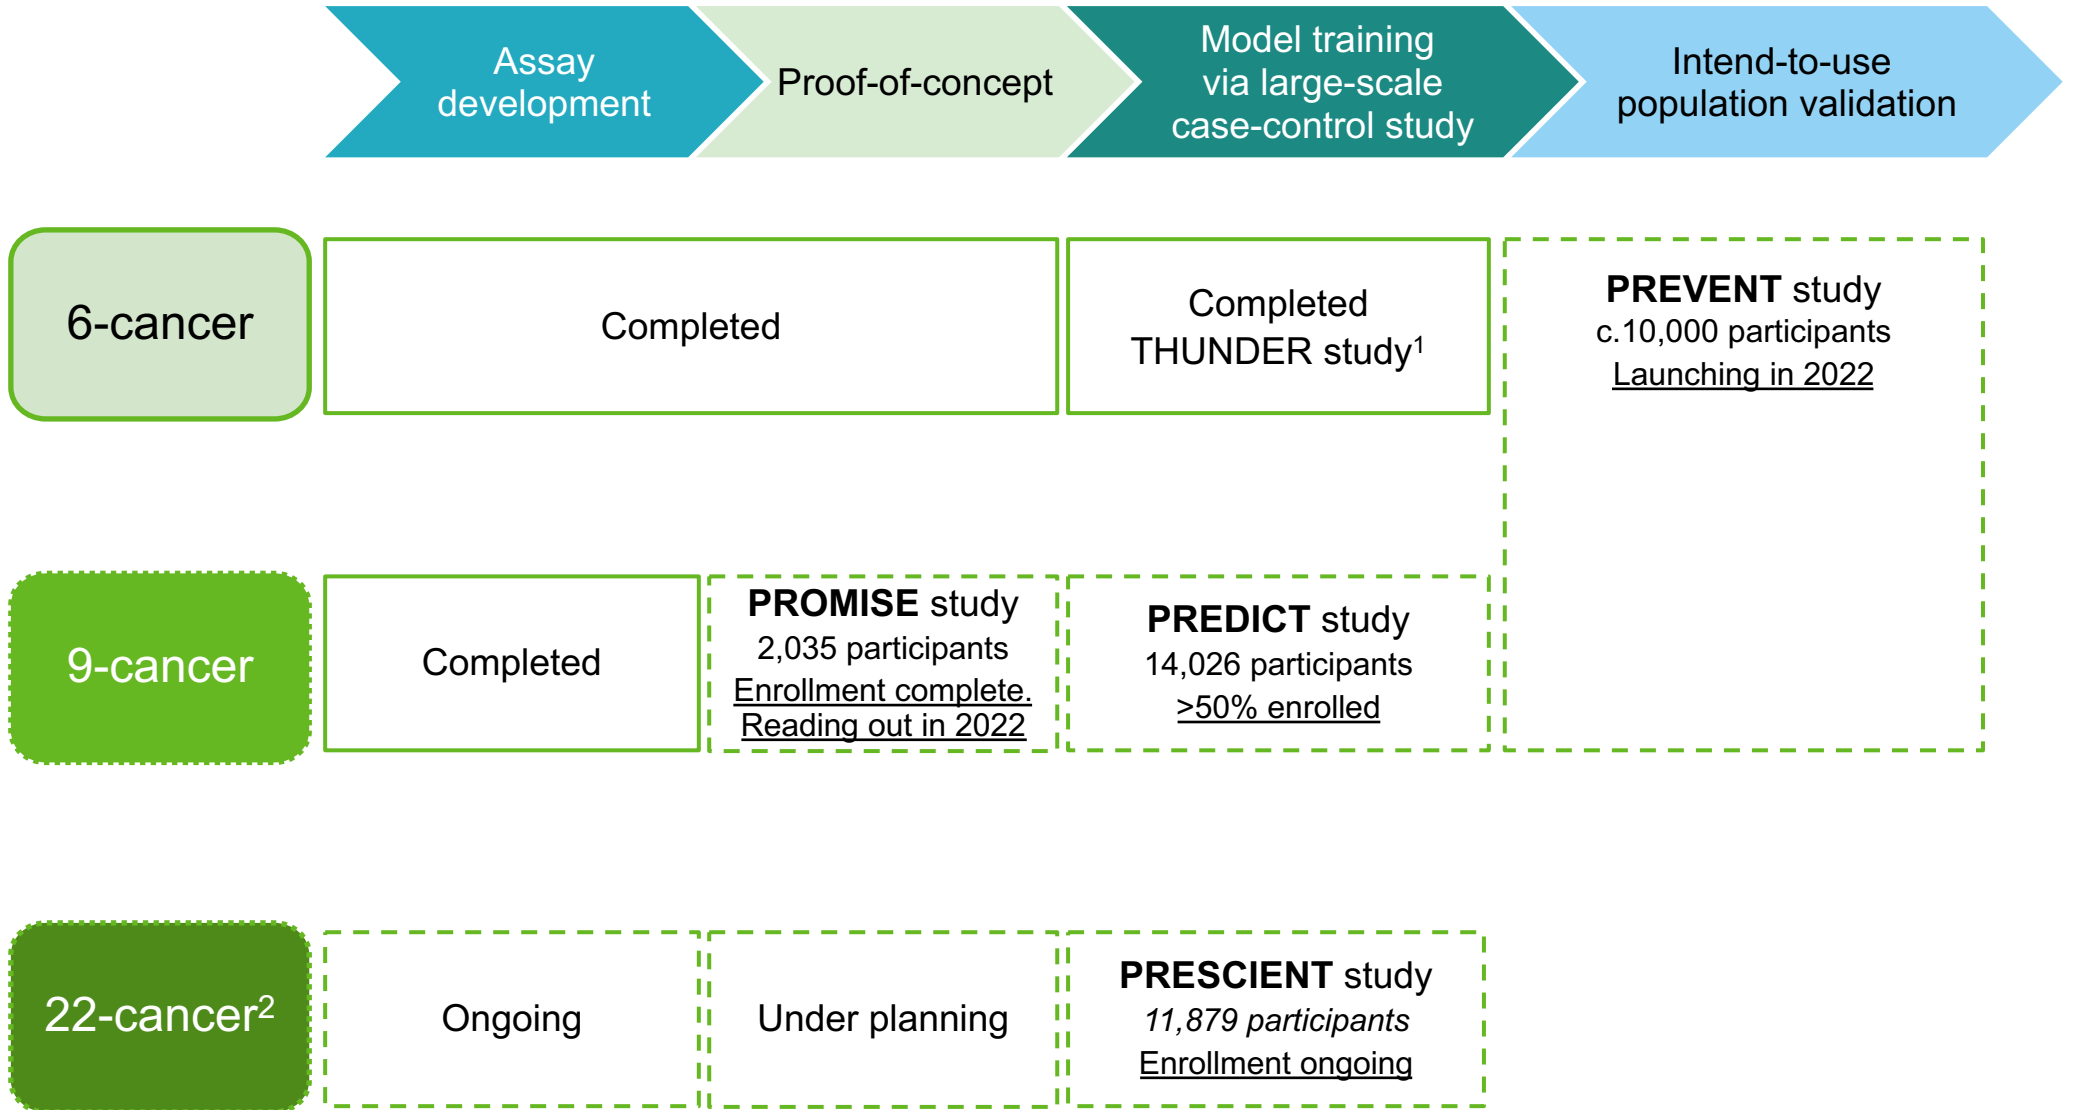 Assay
development
Proof-of-concept
Model training
via large-scale
case-control study
Intend-to-use
population validation
6-cancer
Completed
Completed
THUNDER study¹
PREVENT study
c.10,000 participants
Launching in 2022
9-cancer
Completed
PROMISE study
2,035 participants
Enrollment complete.
Reading out in 2022
PREDICT study
14,026 participants
>50% enrolled
22-cancer²
Ongoing
Under planning
PRESCIENT study
11,879 participants
Enrollment ongoing